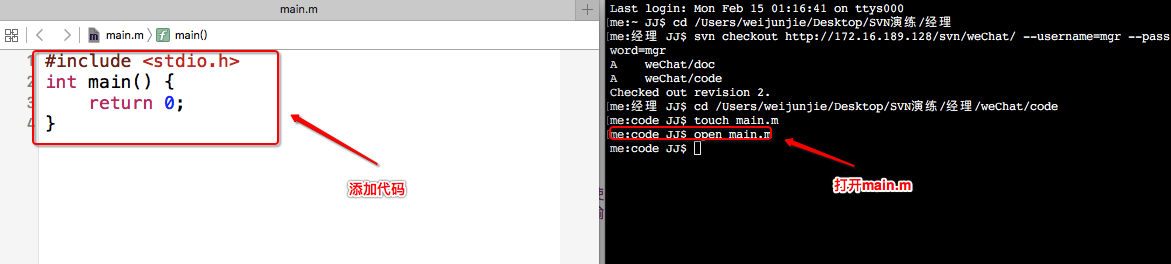 main.m
main.m
main()
1 #include <stdio.h>
2 int main() {
3     return 0;
4 }
添加代码
Last login: Mon Feb 15 01:16:41 on ttys000
[me:~ JJ$ cd /Users/weijunjie/Desktop/SVN演练/经理
[me:经理 JJ$ svn checkout http://172.16.189.128/svn/weChat/ --username=mgr --pass
word=mgr
A    weChat/doc
A    weChat/code
Checked out revision 2.
[me:经理 JJ$ cd /Users/weijunjie/Desktop/SVN演练/经理/weChat/code
[me:code JJ$ touch main.m
[me:code JJ$ open main.m
me:code JJ$
打开main.m